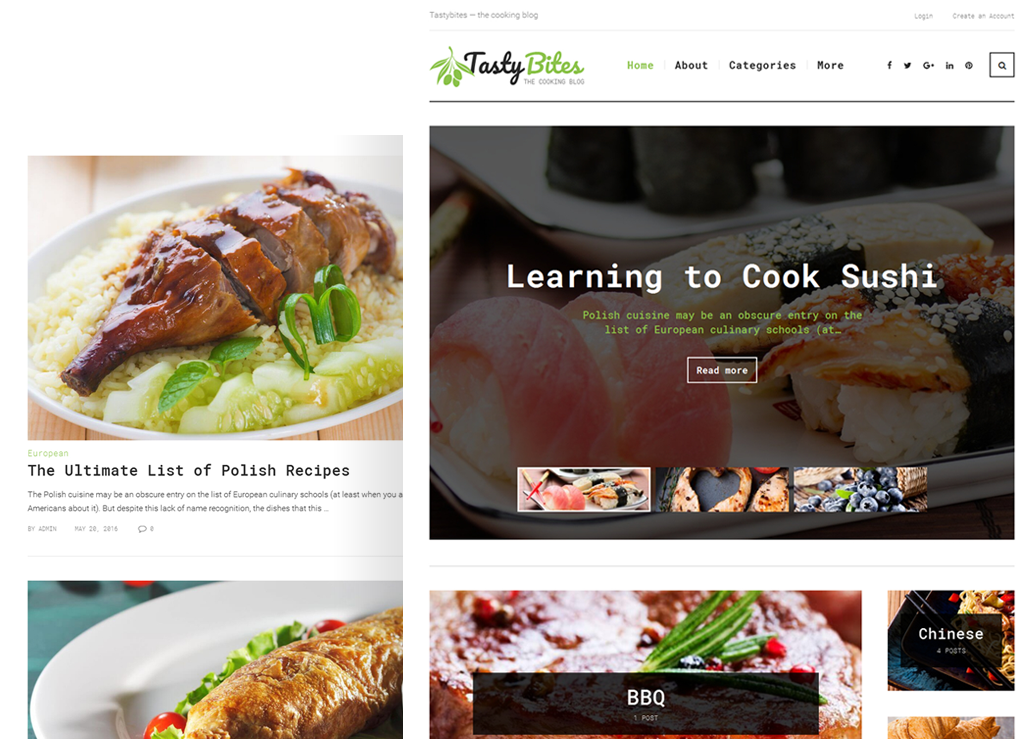 Tastybites — the cooking blog
Login
Create an Account
Tasty Bites
THE COOKING BLOG
Home
About
Categories
More
Learning to Cook Sushi
Polish cuisine may be an obscure entry on the
list of European culinary schools (at…
Read more
European
The Ultimate List of Polish Recipes
The Polish cuisine may be an obscure entry on the list of European culinary schools (at least when you a
Americans about it). But despite this lack of name recognition, the dishes that this ...
BY ADMIN
MAY 20, 2016
0
BBQ
1 POST
Chinese
4 POSTS